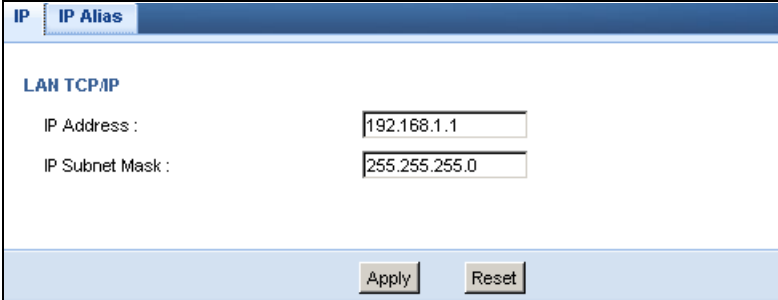 IP IP Alias
LAN TCP/IP
IP Address : 192.168.1.1
IP Subnet Mask : 255.255.255.0
Apply Reset